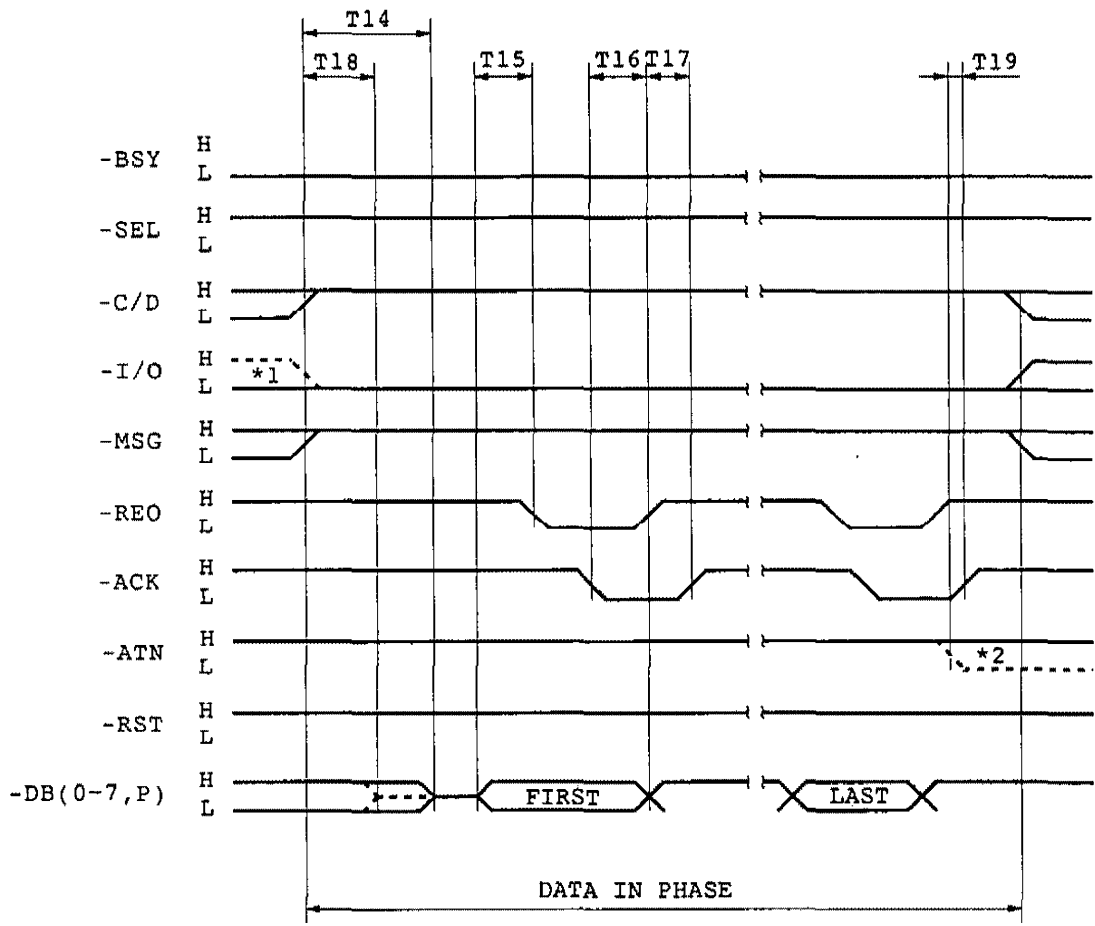 T14
T18 T15 T16 T17 T19
-BSY H L
-SEL H L
-C/D H L
-I/O H L *1
-MSG H L
-REO H L
-ACK H L
-ATN H L *2
-RST H L
-DB(0-7,P) H L FIRST LAST
DATA IN PHASE